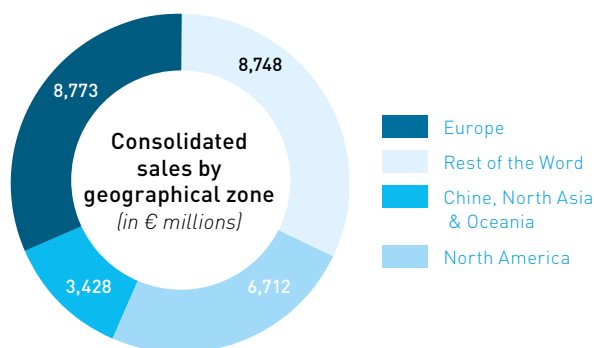 8,748
8,773
Consolidated
sales by
geographical zone
(in € millions)
3,428
6,712
Europe
Rest of the Word
Chine, North Asia
& Oceania
North America